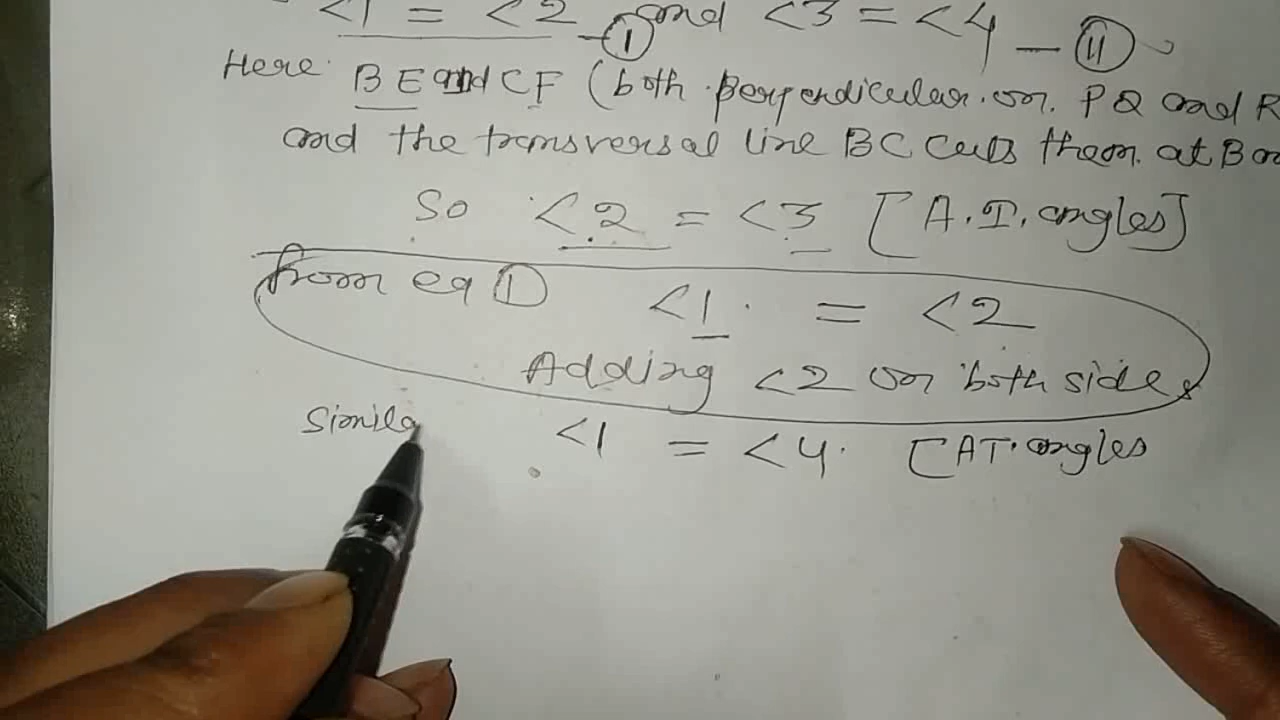 <1 = <2 – (1) and <3 = <4 – (11)
Here BE and CF (both perpendicular on PQ and R
and the transversal line BC cuts them at B an
So <2 = <3 [A.I. angles]
from eq (1) <1 = <2
Adding <2 on both sides
Simila <1 = <4 [AI angles